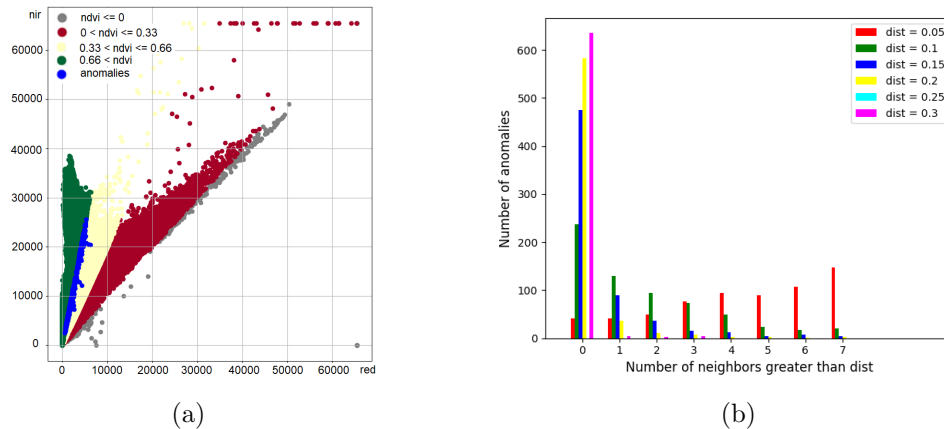 nir
ndvi <= 0
0 < ndvi <= 0.33
0.33 < ndvi <= 0.66
0.66 < ndvi
anomalies
60000
50000
40000
30000
20000
10000
0
0 10000 20000 30000 40000 50000 60000 red
(a)
600
500
400
300
200
100
0
Number of anomalies
dist = 0.05
dist = 0.1
dist = 0.15
dist = 0.2
dist = 0.25
dist = 0.3
0 1 2 3 4 5 6 7
Number of neighbors greater than dist
(b)